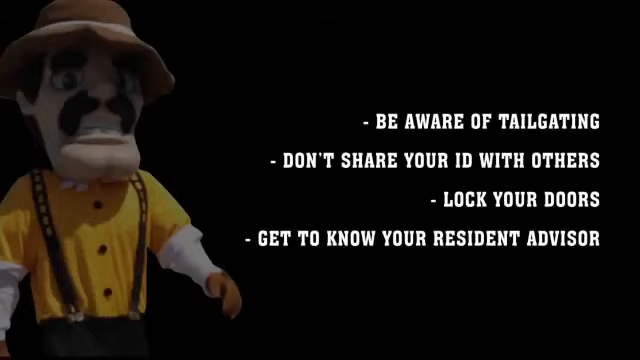 - BE AWARE OF TAILGATING
- DON'T SHARE YOUR ID WITH OTHERS
- LOCK YOUR DOORS
- GET TO KNOW YOUR RESIDENT ADVISOR